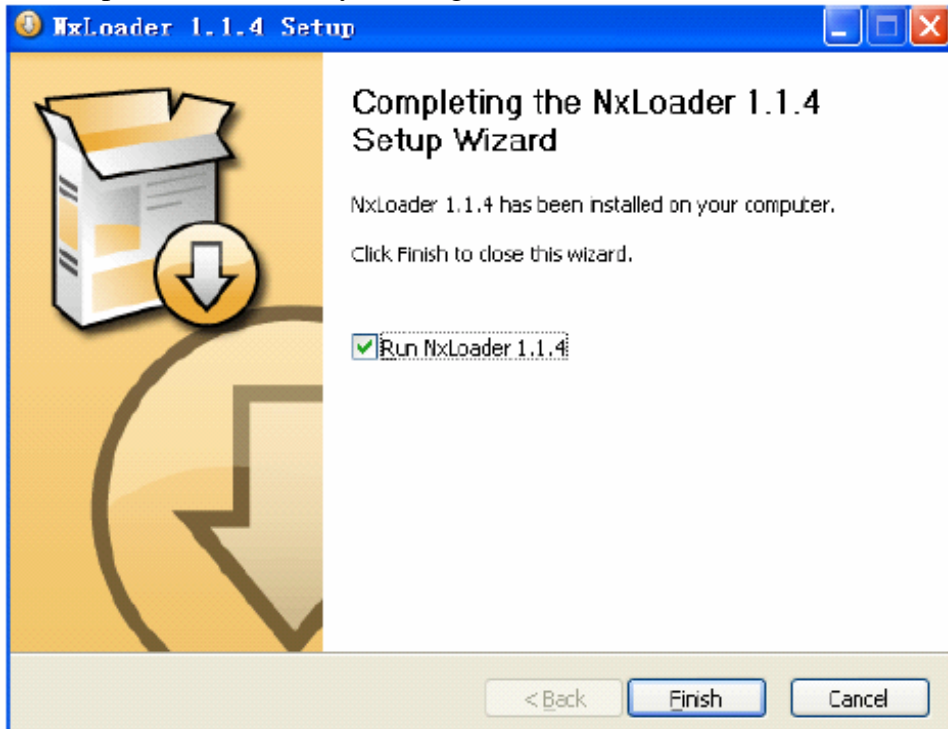 NxLoader 1.1.4 Setup
Completing the NxLoader 1.1.4
Setup Wizard
NxLoader 1.1.4 has been installed on your computer.
Click Finish to close this wizard.
Run NxLoader 1.1.4
< Back
Finish
Cancel